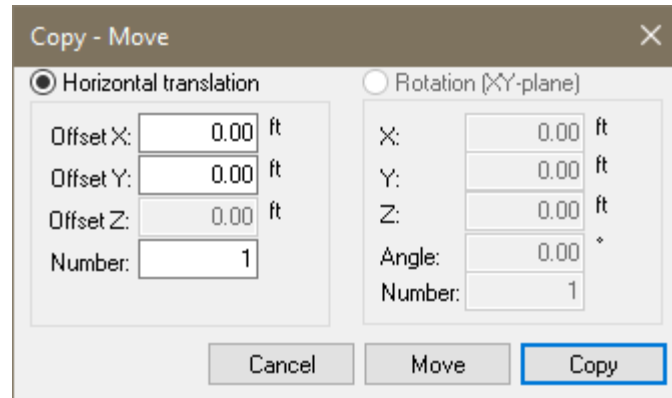 Copy - Move
Horizontal translation
Offset X: 0.00 ft
Offset Y: 0.00 ft
Offset Z: 0.00 ft
Number: 1
Rotation (XY-plane)
X: 0.00 ft
Y: 0.00 ft
Z: 0.00 ft
Angle: 0.00 °
Number: 1
Cancel Move Copy